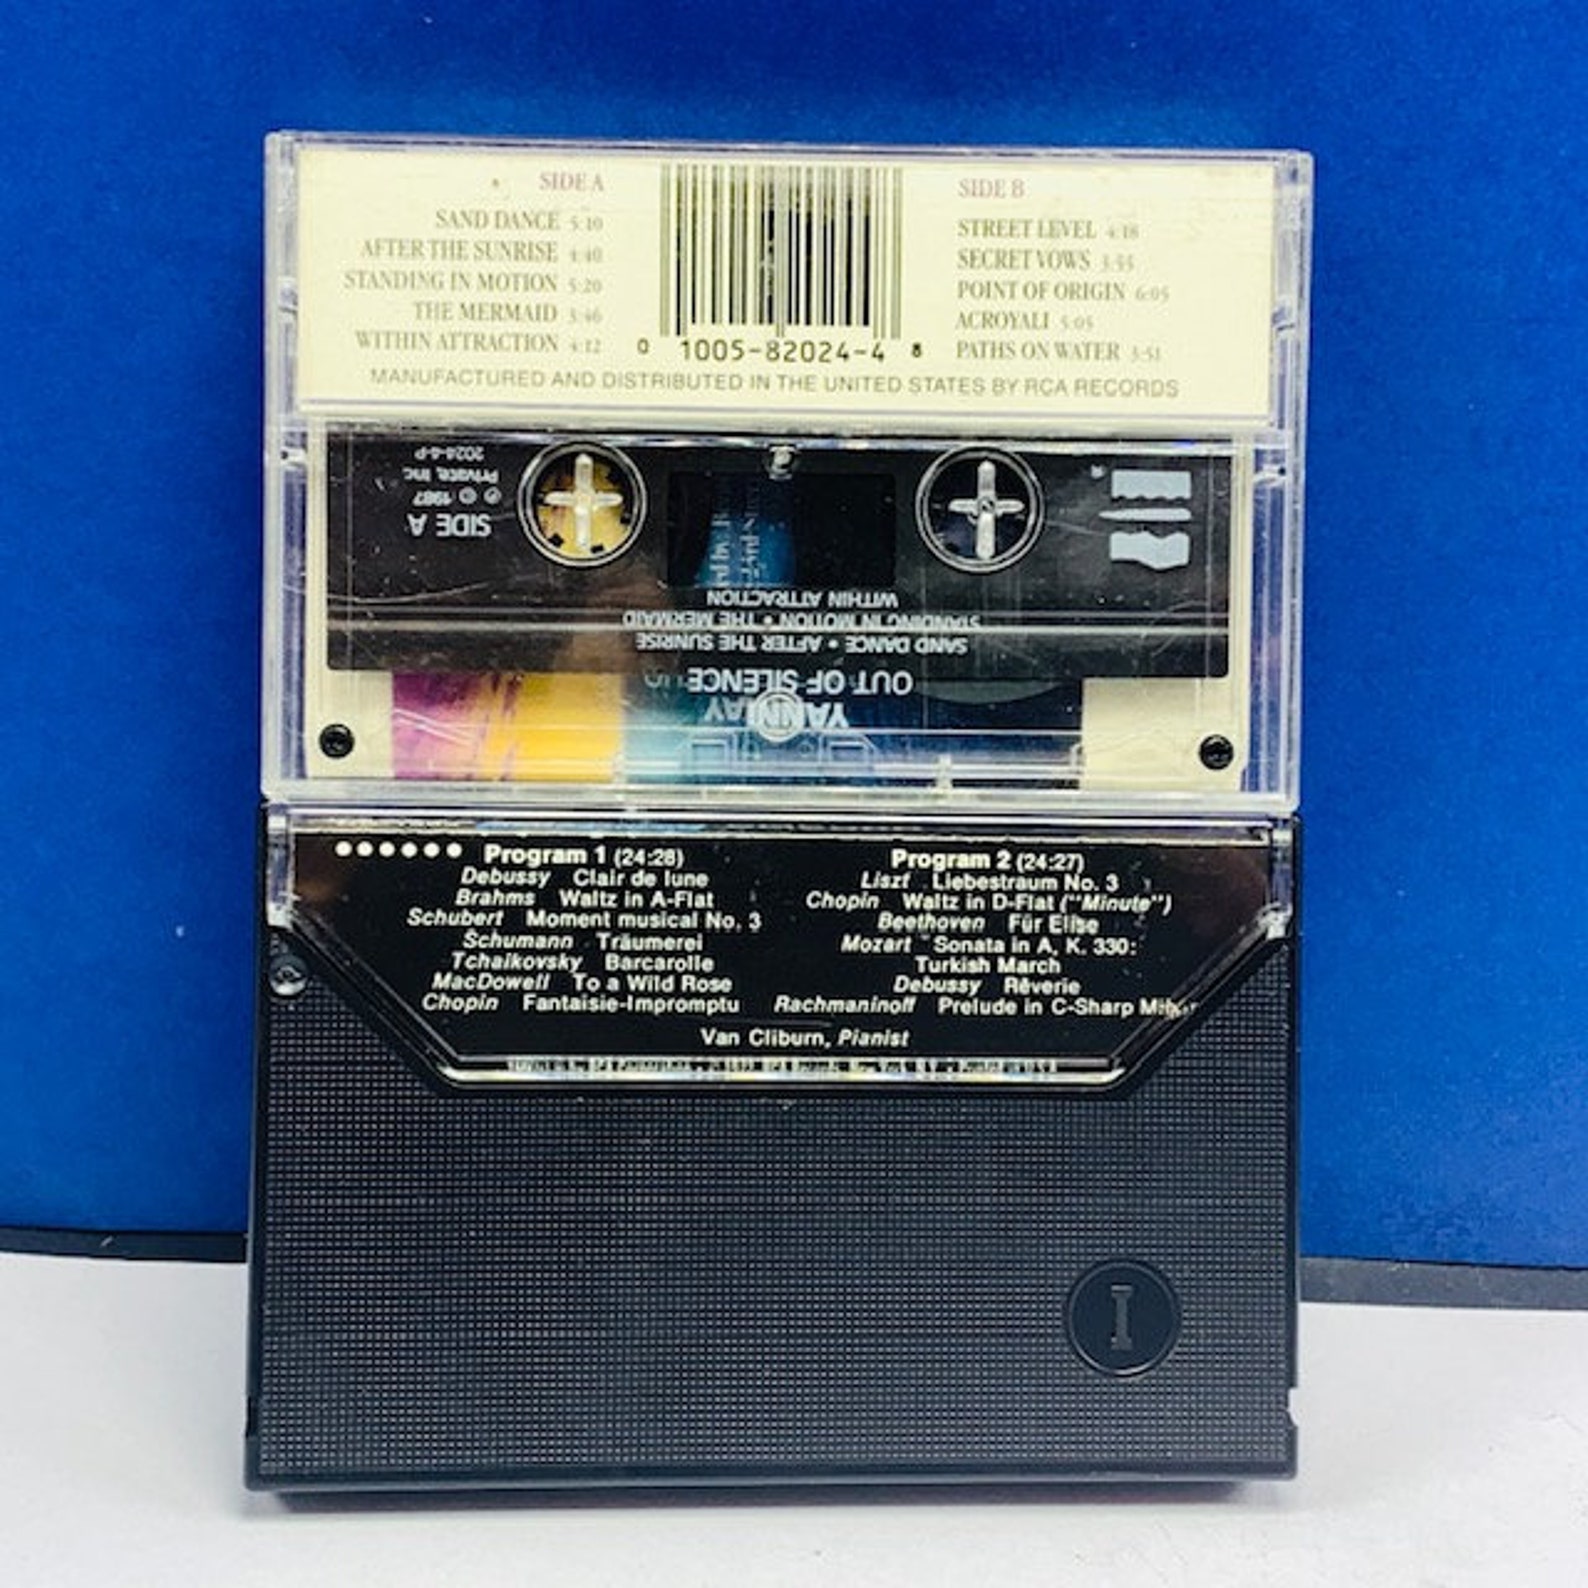 SIDE A
SAND DANCE 5:10
AFTER THE SUNRISE 4:40
STANDING IN MOTION 5:20
THE MERMAID 3:46
WITHIN ATTRACTION 4:12
0 1005-82024-4 8
SIDE B
STREET LEVEL 4:18
SECRET VOWS 3:55
POINT OF ORIGIN 6:05
ACROYALI 5:05
PATHS ON WATER 3:51
MANUFACTURED AND DISTRIBUTED IN THE UNITED STATES BY RCA RECORDS
YANNI
OUT OF SILENCE
SAND DANCE • AFTER THE SUNRISE
STANDING IN MOTION • THE MERMAID
WITHIN ATTRACTION
SIDE A
℗ © 1987
Private, Inc.
2024-4-P
Program 1 (24:28)
Debussy Clair de lune
Brahms Waltz in A-Flat
Schubert Moment musical No. 3
Schumann Träumerei
Tchaikovsky Barcarolle
MacDowell To a Wild Rose
Chopin Fantaisie-Impromptu
Program 2 (24:27)
Liszt Liebestraum No. 3
Chopin Waltz in D-Flat ("Minute")
Beethoven Für Elise
Mozart Sonata in A, K. 330:
Turkish March
Debussy Rêverie
Rachmaninoff Prelude in C-Sharp Minor
Van Cliburn, Pianist
I